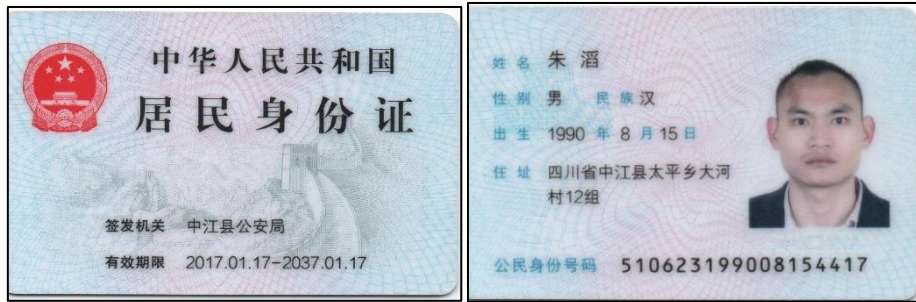 中华人民共和国
居民身份证
签发机关 中江县公安局
有效期限 2017.01.17-2037.01.17
姓名 朱滔
性别 男 民族 汉
出生 1990 年 8 月 15 日
住址 四川省中江县太平乡大河
村12组
公民身份号码 510623199008154417